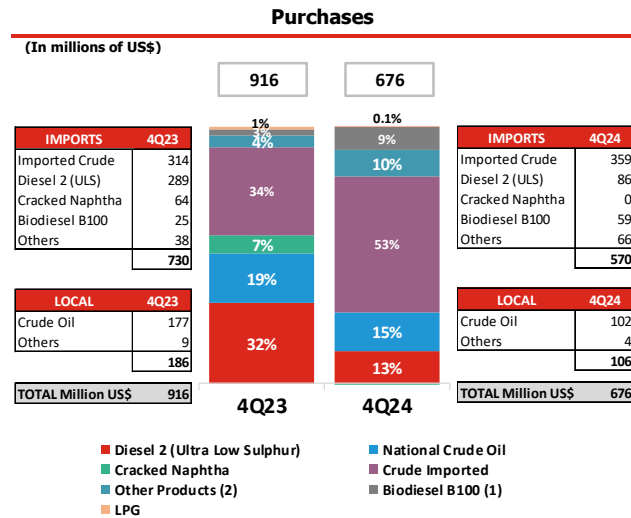 Purchases
(In millions of US$)
916
676
IMPORTS 4Q23
Imported Crude 314
Diesel 2 (ULS) 289
Cracked Naphtha 64
Biodiesel B100 25
Others 38
730
LOCAL 4Q23
Crude Oil 177
Others 9
186
TOTAL Million US$ 916
1%
3%
4%
34%
7%
19%
32%
4Q23
0.1%
9%
10%
53%
15%
13%
4Q24
IMPORTS 4Q24
Imported Crude 359
Diesel 2 (ULS) 86
Cracked Naphtha 0
Biodiesel B100 59
Others 66
570
LOCAL 4Q24
Crude Oil 102
Others 4
106
TOTAL Million US$ 676
Diesel 2 (Ultra Low Sulphur)
National Crude Oil
Cracked Naphtha
Crude Imported
Other Products (2)
Biodiesel B100 (1)
LPG